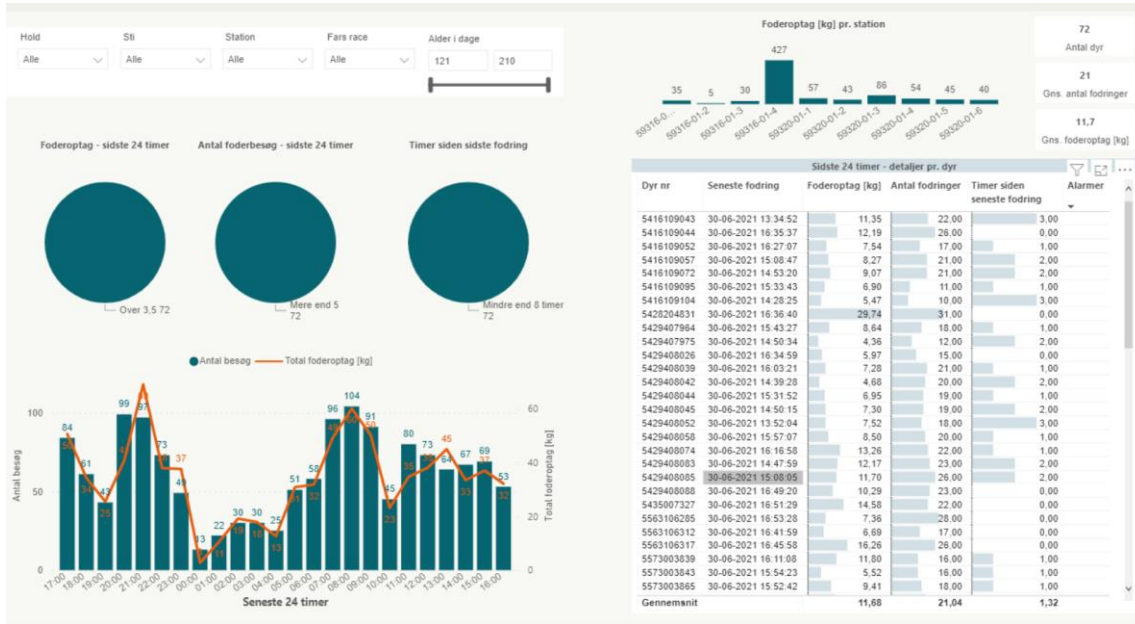 Hold Sti Station Fars race Alder i dage
Alle Alle Alle Alle 121 210
Foderoptag [kg] pr. station
35 5 30 427 57 43 86 54 45 40
59316-0... 59316-01-2 59316-01-3 59316-01-4 59320-01-1 59320-01-2 59320-01-3 59320-01-4 59320-01-5 59320-01-6
72
Antal dyr
21
Gns. antal fodringer
11,7
Gns. foderoptag [kg]
Foderoptag - sidste 24 timer Antal foderbesøg - sidste 24 timer Timer siden sidste fodring
Over 3,5 72
Mere end 5
72
Mindre end 8 timer
72
Antal besøg Total foderoptag [kg]
Antal besøg
100
50
0
84 61 43 99 97 73 49 13 22 30 30 25 51 58 96 104 91 45 80 73 64 67 69 53
34 25 37 11 19 18 13 31 32 49 50 23 35 45 33 37 32
60
40
20
0
Total foderoptag [kg]
17:00 18:00 19:00 20:00 21:00 22:00 23:00 00:00 01:00 02:00 03:00 04:00 05:00 06:00 07:00 08:00 09:00 10:00 11:00 12:00 13:00 14:00 15:00 16:00
Seneste 24 timer
Sidste 24 timer - detaljer pr. dyr
Dyr nr Seneste fodring Foderoptag [kg] Antal fodringer Timer siden Alarmer
seneste fodring
5416109043 30-06-2021 13:34:52 11,35 22,00 3,00
5416109044 30-06-2021 16:35:37 12,19 26,00 0,00
5416109052 30-06-2021 16:27:07 7,54 17,00 1,00
5416109057 30-06-2021 15:08:47 8,27 21,00 2,00
5416109072 30-06-2021 14:53:20 9,07 21,00 2,00
5416109095 30-06-2021 15:33:43 6,90 11,00 1,00
5416109104 30-06-2021 14:28:25 5,47 10,00 3,00
5428204831 30-06-2021 16:36:40 29,74 31,00 0,00
5429407964 30-06-2021 15:43:27 8,64 18,00 1,00
5429407975 30-06-2021 14:50:34 4,36 12,00 2,00
5429408026 30-06-2021 16:34:59 5,97 15,00 0,00
5429408039 30-06-2021 16:03:21 7,28 21,00 1,00
5429408042 30-06-2021 14:39:28 4,68 20,00 2,00
5429408044 30-06-2021 15:31:52 6,95 19,00 1,00
5429408045 30-06-2021 14:50:15 7,30 19,00 2,00
5429408052 30-06-2021 13:52:04 7,52 18,00 3,00
5429408058 30-06-2021 15:57:07 8,50 20,00 1,00
5429408074 30-06-2021 16:16:58 13,26 22,00 1,00
5429408083 30-06-2021 14:47:59 12,17 23,00 2,00
5429408085 30-06-2021 15:08:05 11,70 26,00 2,00
5429408088 30-06-2021 16:49:20 10,29 23,00 0,00
5435007327 30-06-2021 16:51:29 14,58 22,00 0,00
5563106285 30-06-2021 16:53:28 7,36 28,00 0,00
5563106312 30-06-2021 16:41:59 6,69 17,00 0,00
5563106317 30-06-2021 16:45:58 16,26 26,00 0,00
5573003839 30-06-2021 16:11:08 11,80 16,00 1,00
5573003843 30-06-2021 15:54:23 5,52 16,00 1,00
5573003865 30-06-2021 15:52:42 9,41 18,00 1,00
Gennemsnit 11,68 21,04 1,32